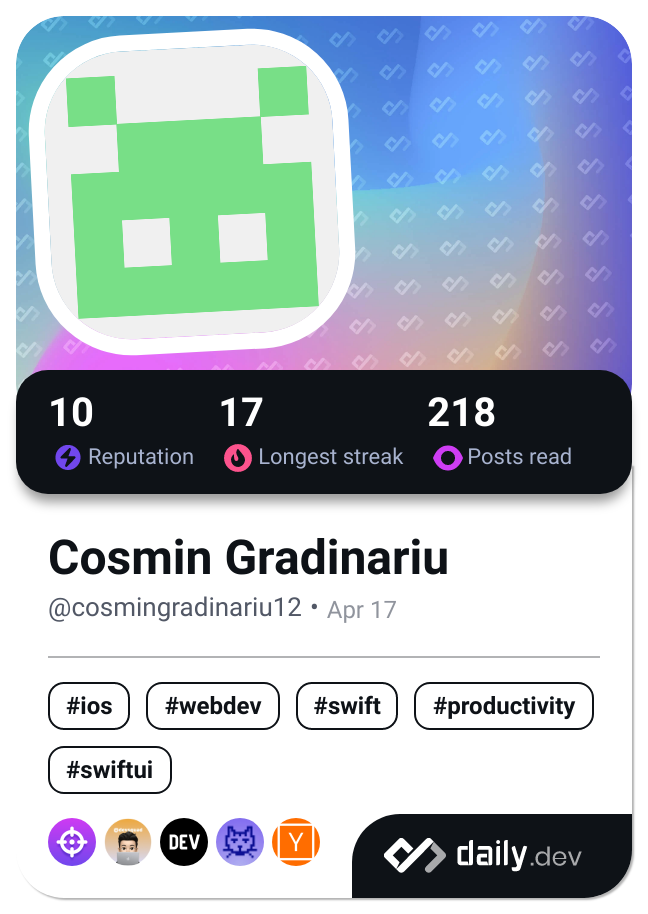 10 17 218
Reputation Longest streak Posts read
Cosmin Gradinariu
@cosmingradinariu12 • Apr 17
#ios #webdev #swift #productivity
#swiftui
DEV Y
daily.dev